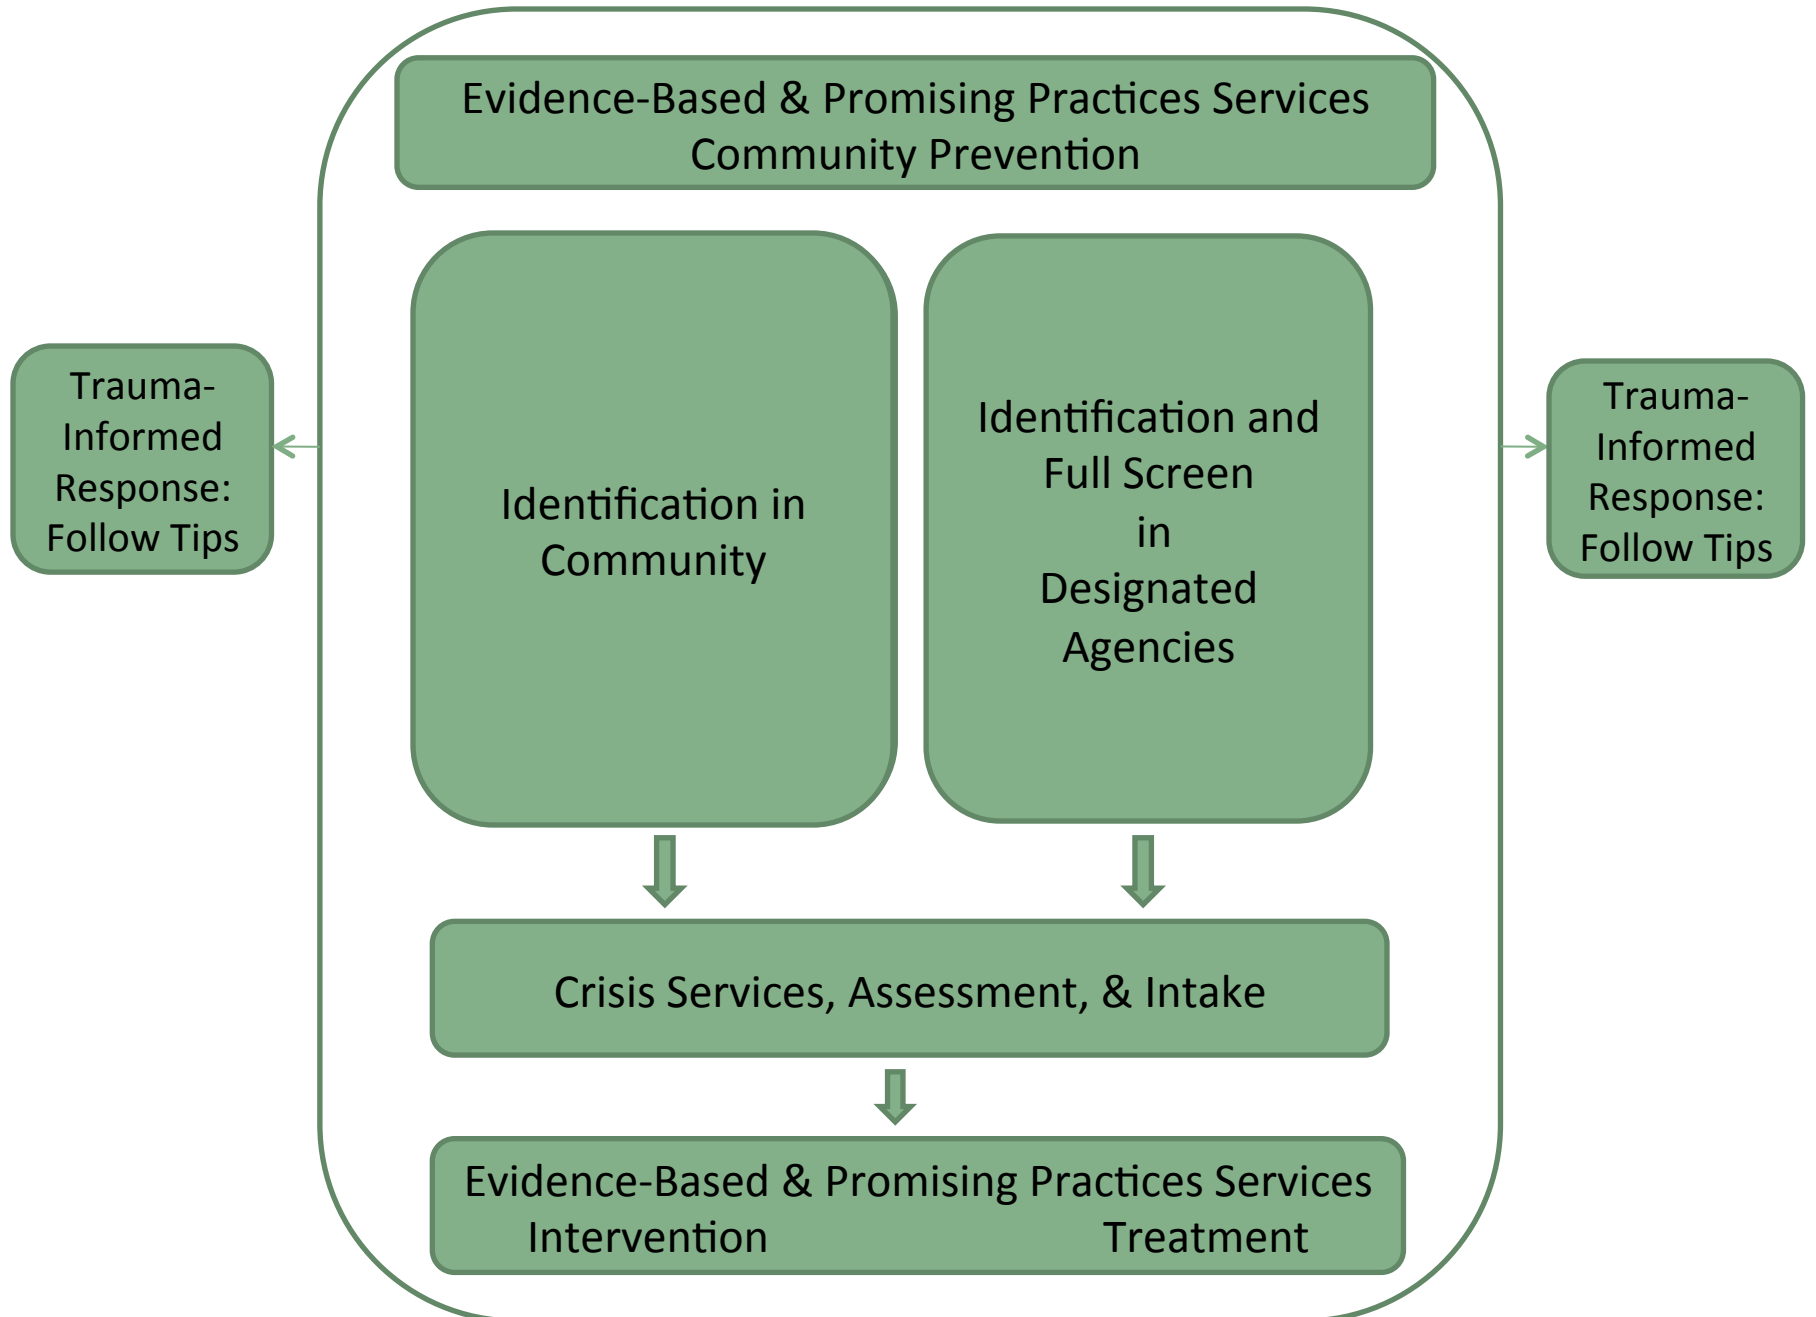 Evidence-Based & Promising Practices Services
Community Prevention
Trauma-
Informed
Response:
Follow Tips
Identification in
Community
Identification and
Full Screen
in
Designated
Agencies
Trauma-
Informed
Response:
Follow Tips
Crisis Services, Assessment, & Intake
Evidence-Based & Promising Practices Services
Intervention Treatment